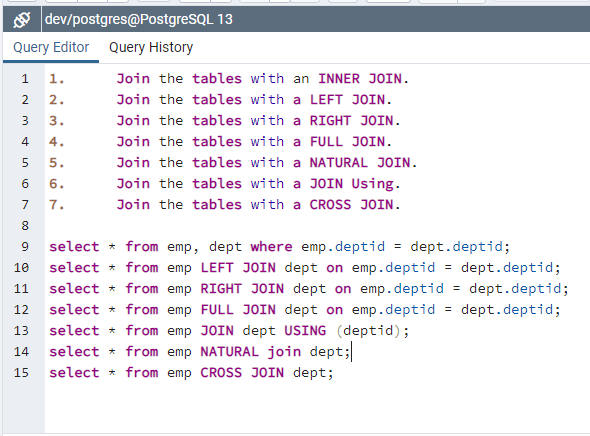 dev/postgres@PostgreSQL 13
Query Editor Query History
1 1. Join the tables with an INNER JOIN.
2 2. Join the tables with a LEFT JOIN.
3 3. Join the tables with a RIGHT JOIN.
4 4. Join the tables with a FULL JOIN.
5 5. Join the tables with a NATURAL JOIN.
6 6. Join the tables with a JOIN Using.
7 7. Join the tables with a CROSS JOIN.
8
9 select * from emp, dept where emp.deptid = dept.deptid;
10 select * from emp LEFT JOIN dept on emp.deptid = dept.deptid;
11 select * from emp RIGHT JOIN dept on emp.deptid = dept.deptid;
12 select * from emp FULL JOIN dept on emp.deptid = dept.deptid;
13 select * from emp JOIN dept USING (deptid);
14 select * from emp NATURAL join dept;
15 select * from emp CROSS JOIN dept;